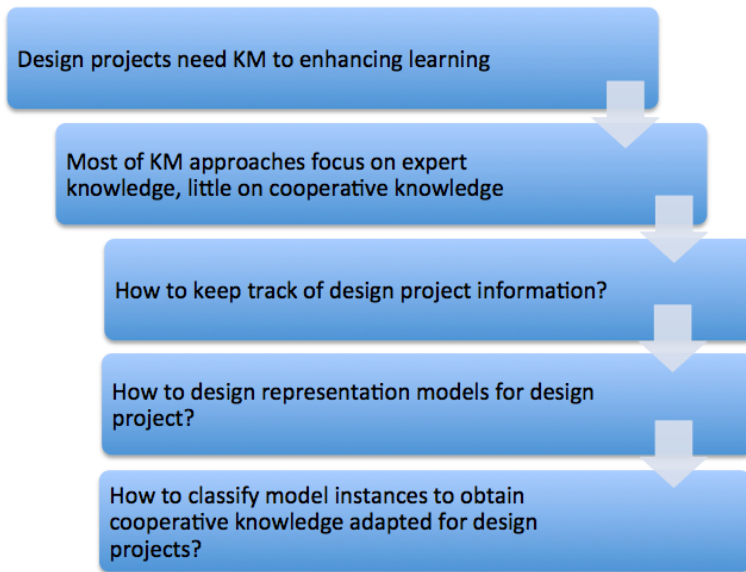 Design projects need KM to enhancing learning
Most of KM approaches focus on expert
knowledge, little on cooperative knowledge
How to keep track of design project information?
How to design representation models for design
project?
How to classify model instances to obtain
cooperative knowledge adapted for design
projects?